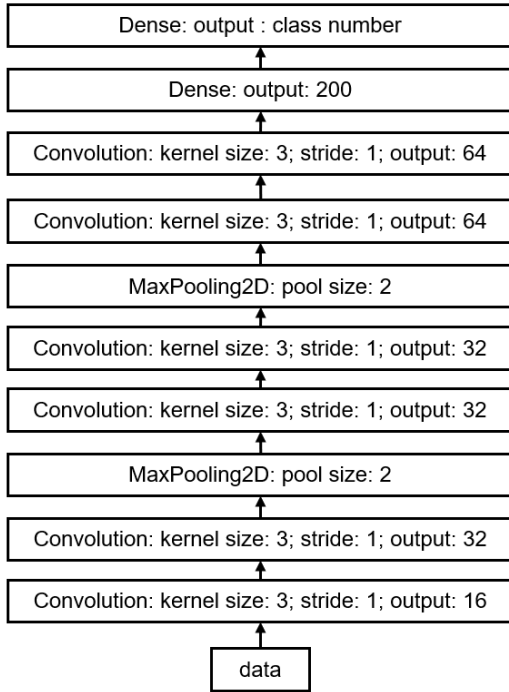 Dense: output : class number
Dense: output: 200
Convolution: kernel size: 3; stride: 1; output: 64
Convolution: kernel size: 3; stride: 1; output: 64
MaxPooling2D: pool size: 2
Convolution: kernel size: 3; stride: 1; output: 32
Convolution: kernel size: 3; stride: 1; output: 32
MaxPooling2D: pool size: 2
Convolution: kernel size: 3; stride: 1; output: 32
Convolution: kernel size: 3; stride: 1; output: 16
data